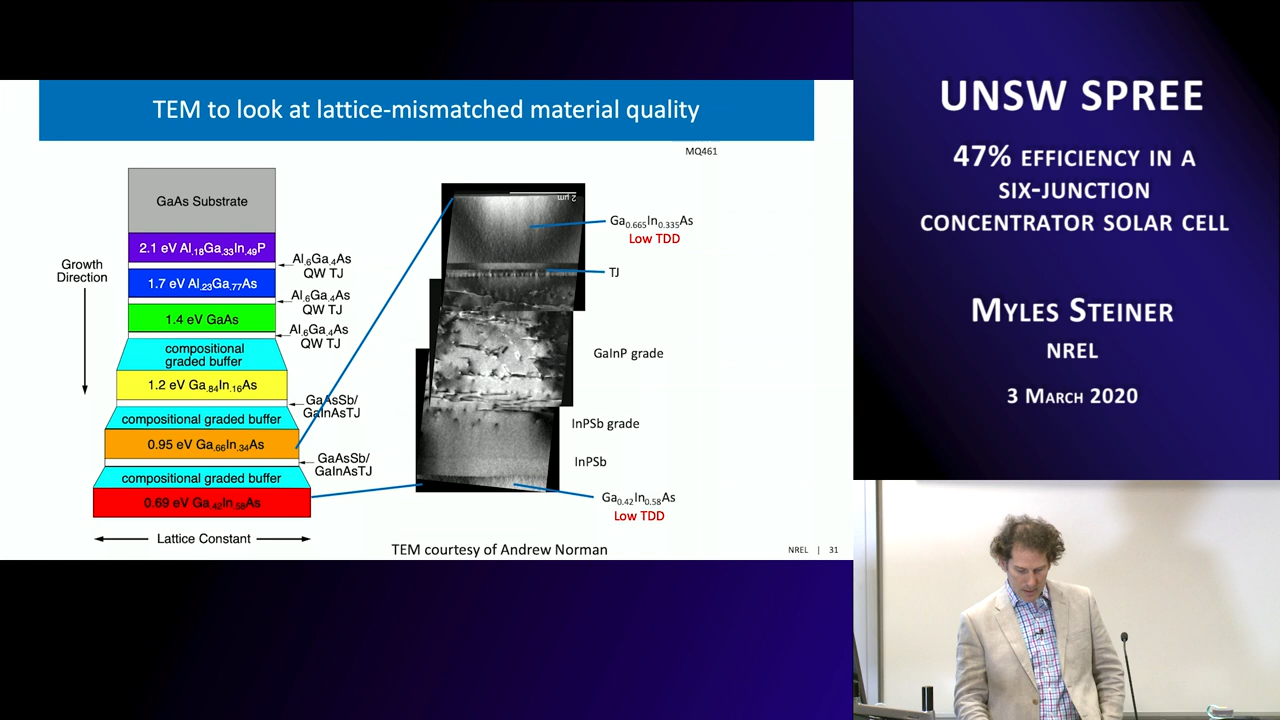 TEM to look at lattice-mismatched material quality
MQ461
GaAs Substrate
2.1 eV Al.18Ga.33In.49P
Al.6Ga.4As
QW TJ
1.7 eV Al.23Ga.77As
Al.6Ga.4As
QW TJ
1.4 eV GaAs
Al.6Ga.4As
QW TJ
compositional
graded buffer
1.2 eV Ga.84In.16As
GaAsSb/
GaInAsTJ
compositional graded buffer
0.95 eV Ga.66In.34As
GaAsSb/
GaInAsTJ
compositional graded buffer
0.69 eV Ga.42In.58As
Growth
Direction
Lattice Constant
2 µm
Ga0.665In0.335As
Low TDD
TJ
GaInP grade
InPSb grade
InPSb
Ga0.42In0.58As
Low TDD
TEM courtesy of Andrew Norman
NREL | 31
UNSW SPREE
47% EFFICIENCY IN A
SIX-JUNCTION
CONCENTRATOR SOLAR CELL
MYLES STEINER
NREL
3 MARCH 2020